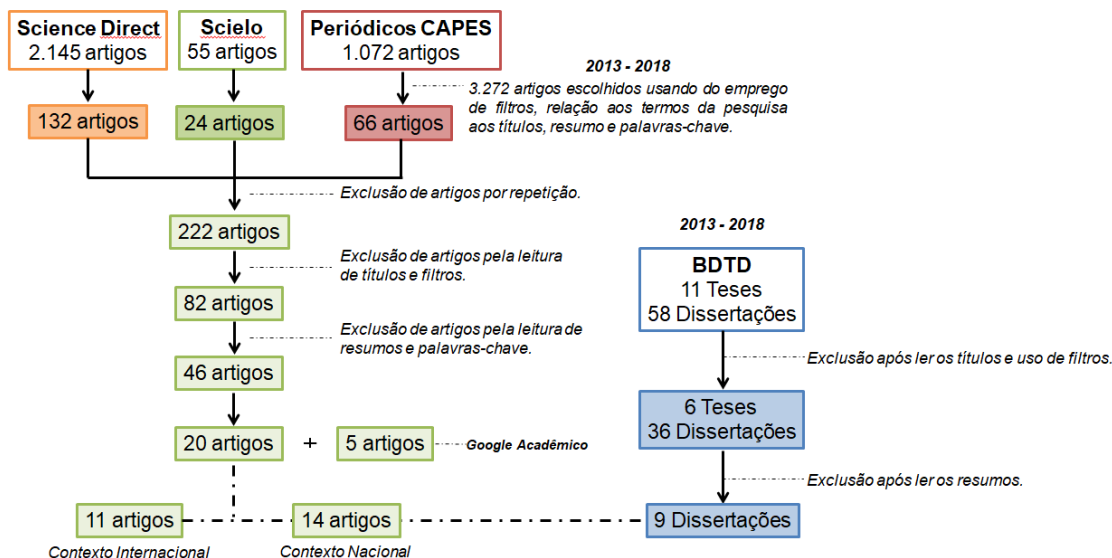 Science Direct
2.145 artigos
Scielo
55 artigos
Periódicos CAPES
1.072 artigos
2013 - 2018
3.272 artigos escolhidos usando do emprego
de filtros, relação aos termos da pesquisa
aos títulos, resumo e palavras-chave.
132 artigos
24 artigos
66 artigos
Exclusão de artigos por repetição.
222 artigos
Exclusão de artigos pela leitura
de títulos e filtros.
82 artigos
Exclusão de artigos pela leitura de
resumos e palavras-chave.
46 artigos
20 artigos
+
5 artigos
Google Acadêmico
11 artigos
Contexto Internacional
14 artigos
Contexto Nacional
2013 - 2018
BDTD
11 Teses
58 Dissertações
Exclusão após ler os títulos e uso de filtros.
6 Teses
36 Dissertações
Exclusão após ler os resumos.
9 Dissertações